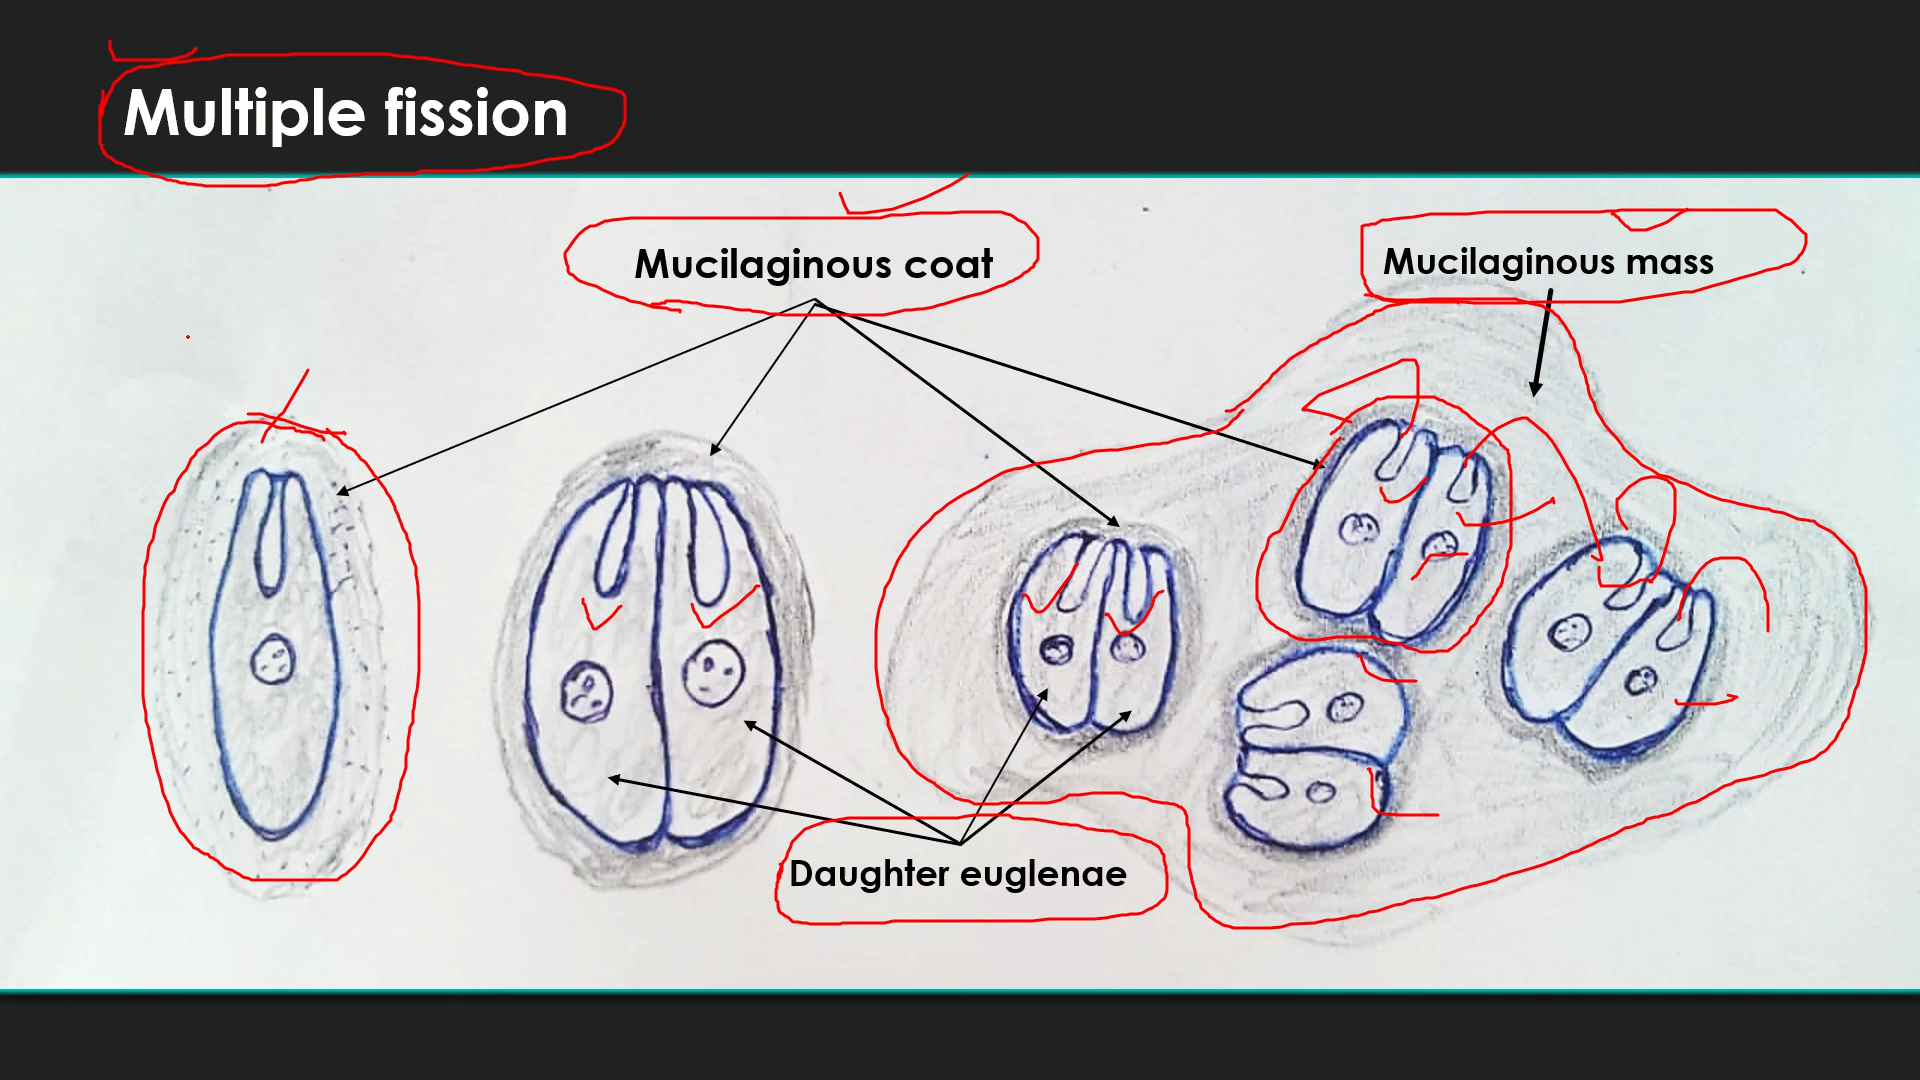 Multiple fission
Mucilaginous coat
Mucilaginous mass
Daughter euglenae